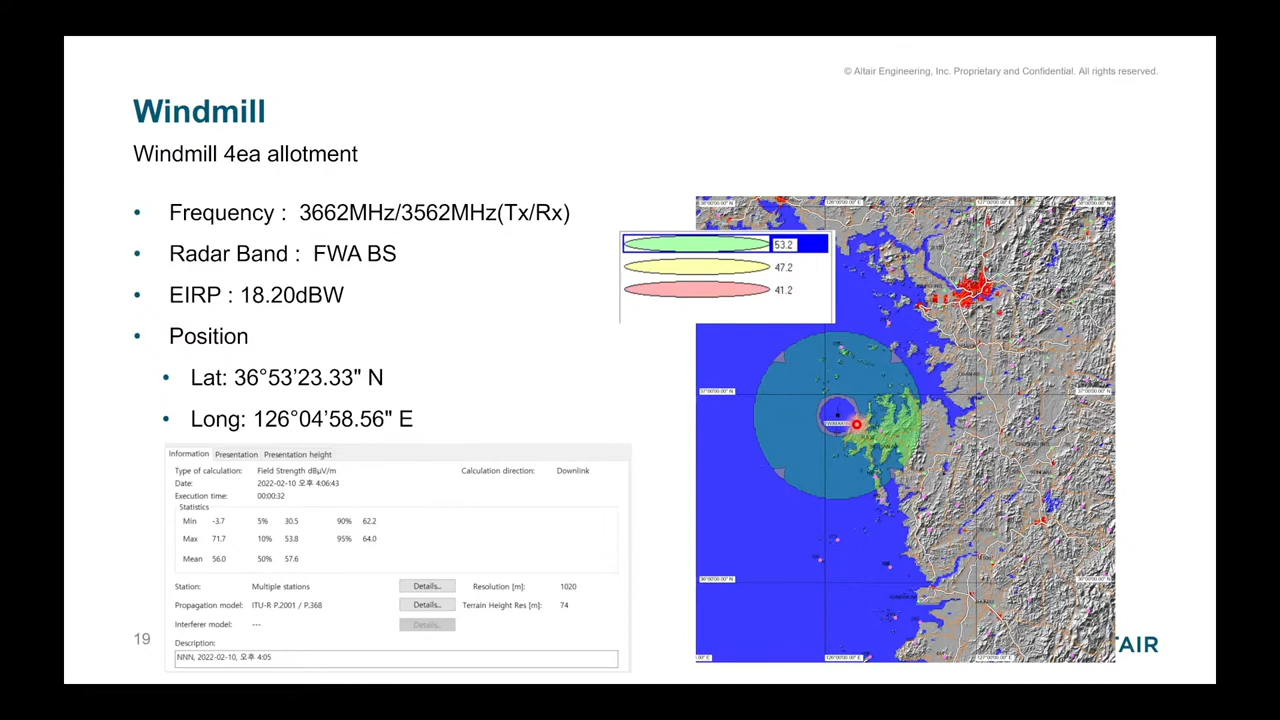 © Altair Engineering, Inc. Proprietary and Confidential. All rights reserved.
Windmill
Windmill 4ea allotment
• Frequency : 3662MHz/3562MHz(Tx/Rx)
• Radar Band : FWA BS
• EIRP : 18.20dBW
• Position
• Lat: 36°53’23.33" N
• Long: 126°04’58.56" E
53.2
47.2
41.2
Information Presentation Presentation height
Type of calculation: Field Strength dBµV/m Calculation direction: Downlink
Date: 2022-02-10 오후 4:06:43
Execution time: 00:00:32
Statistics
Min -3.7 5% 30.5 90% 62.2
Max 71.7 10% 53.8 95% 64.0
Mean 56.0 50% 57.6
Station: Multiple stations Details... Resolution [m]: 1020
Propagation model: ITU-R P.2001 / P.368 Details... Terrain Height Res [m]: 74
Interferer model: --- Details...
Description:
NNN, 2022-02-10, 오후 4:05
19
TAIR